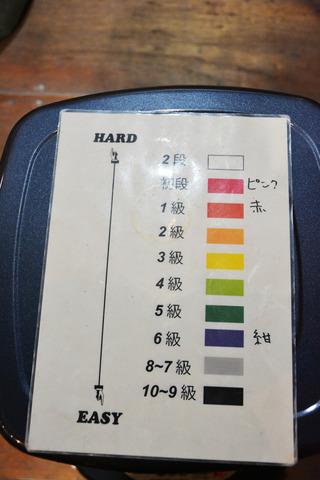 HARD
2段
初段 ピンク
1級 赤
2級
3級
4級
5級
6級 紺
8~7級
10~9級
EASY